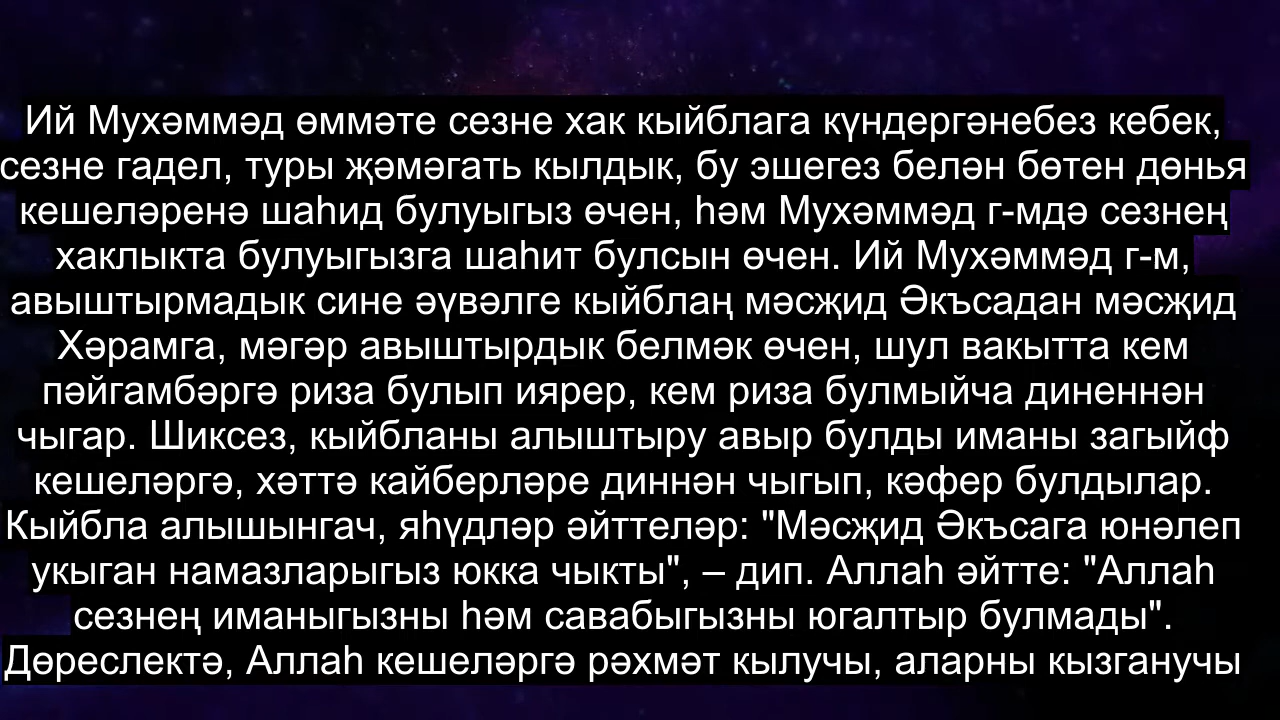 Ий Мухәммәд өммәте сезне хак кыйблага күндергәнебез кебек,
сезне гадел, туры җәмәгать кылдык, бу эшегез белән бөтен дөнья
кешеләренә шаһид булуыгыз өчен, һәм Мухәммәд г-мдә сезнең
хаклыкта булуыгызга шаһит булсын өчен. Ий Мухәммәд г-м,
авыштырмадык сине әүвәлге кыйблаң мәсҗид Әкъсадан мәсҗид
Хәрамга, мәгәр авыштырдык белмәк өчен, шул вакытта кем
пәйгамбәргә риза булып иярер, кем риза булмыйча диненнән
чыгар. Шиксез, кыйбланы алыштыру авыр булды иманы загыйф
кешеләргә, хәттә кайберләре диннән чыгып, кәфер булдылар.
Кыйбла алышынгач, яһүдләр әйттеләр: "Мәсҗид Әкъсага юнәлеп
укыган намазларыгыз юкка чыкты", – дип. Аллаһ әйтте: "Аллаһ
сезнең иманыгызны һәм савабыгызны югалтыр булмады".
Дөреслектә, Аллаһ кешеләргә рәхмәт кылучы, аларны кызганучы